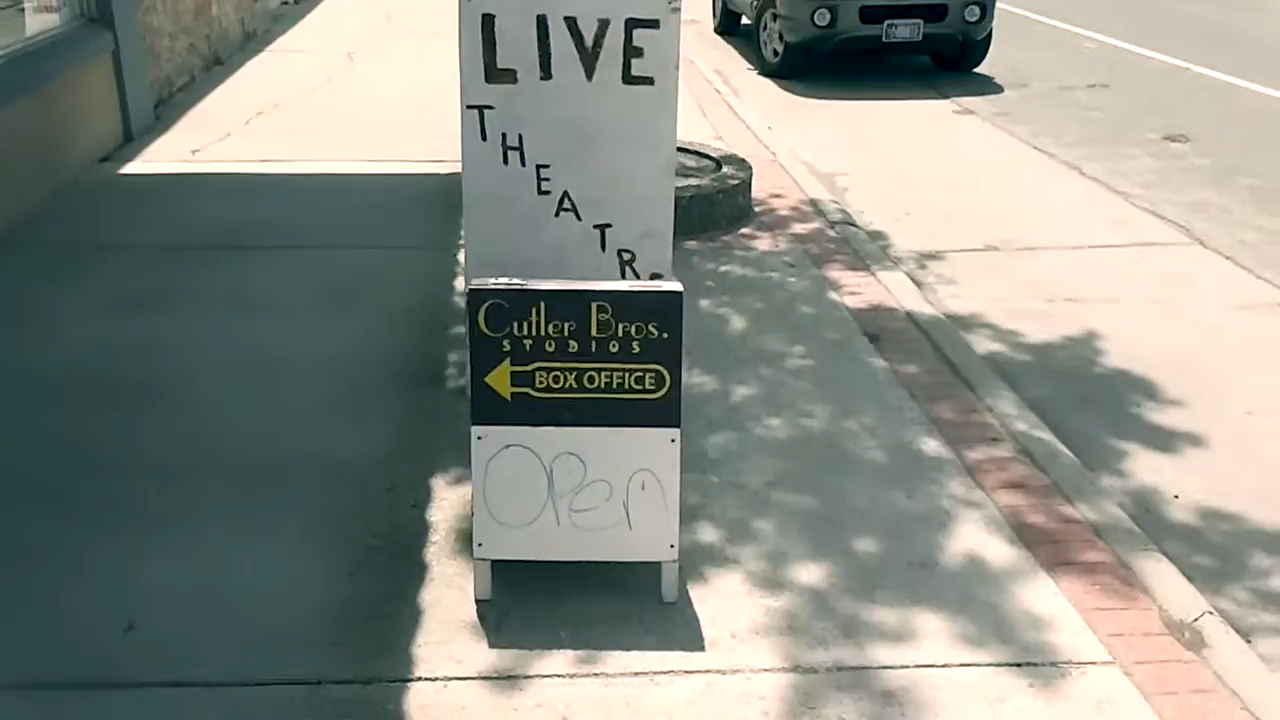 LIVE
THEATR
Cutler Bros.
STUDIOS
BOX OFFICE
OPen